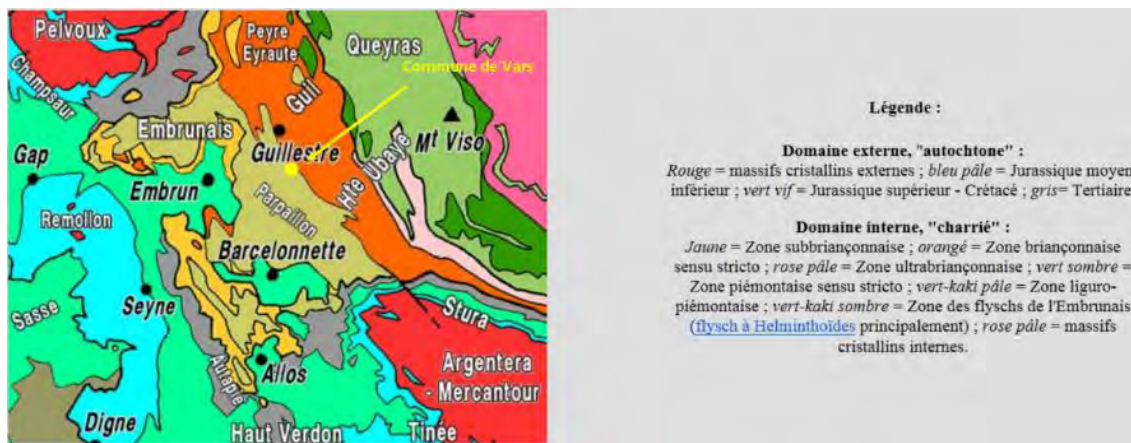 Pelvoux
Peyre
Eyraute
Queyras
Commune de Vars
Champsaur
Guil
Embrunais
Mt Viso
Gap
Guillestre
Hte Ubaye
Embrun
Parpaillon
Remollon
Barcelonnette
Seyne
Stura
Sasse
Autapie
Allos
Argentera
- Mercantour
Digne
Haut Verdon
Tinée
Légende :
Domaine externe, "autochtone" :
Rouge = massifs cristallins externes ; bleu pâle = Jurassique moyen
inférieur ; vert vif = Jurassique supérieur - Crétacé ; gris= Tertiaire
Domaine interne, "charrié" :
Jaune = Zone subbriançonnaise ; orangé = Zone briançonnaise
sensu stricto ; rose pâle = Zone ultrabriançonnaise ; vert sombre =
Zone piémontaise sensu stricto ; vert-kaki pâle = Zone liguro-
piémontaise ; vert-kaki sombre = Zone des flyschs de l'Embrunais
(flysch à Helminthoïdes principalement) ; rose pâle = massifs
cristallins internes.